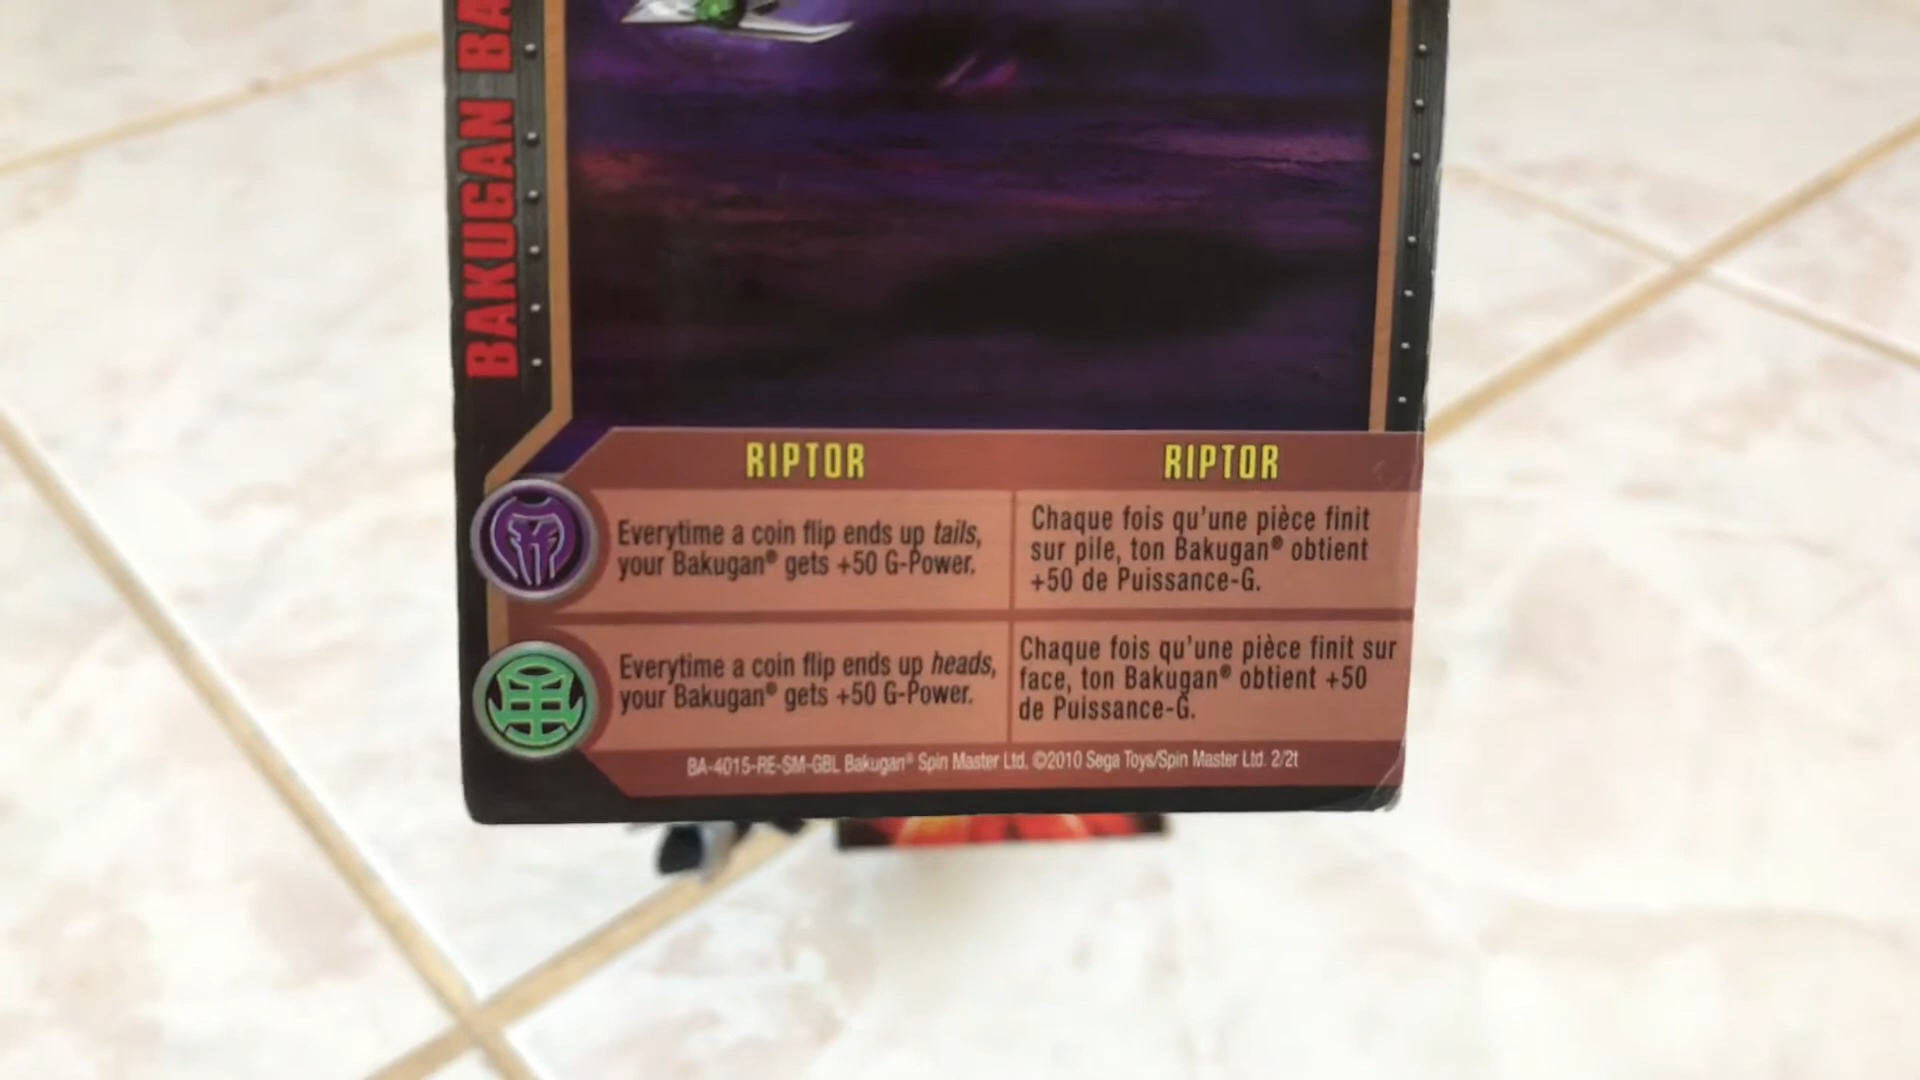 BAKUGAN
RIPTOR
Everytime a coin flip ends up tails,
your Bakugan® gets +50 G-Power.
Everytime a coin flip ends up heads,
your Bakugan® gets +50 G-Power.
RIPTOR
Chaque fois qu'une pièce finit
sur pile, ton Bakugan® obtient
+50 de Puissance-G.
Chaque fois qu'une pièce finit sur
face, ton Bakugan® obtient +50
de Puissance-G.
BA-4015-RE-SM-GBL Bakugan® Spin Master Ltd. ©2010 Sega Toys/Spin Master Ltd. 2/2t